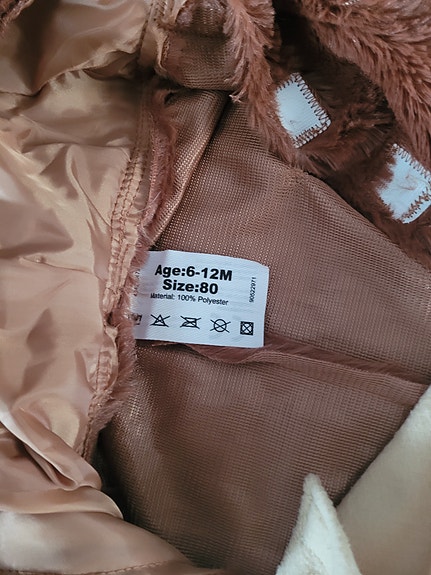 Age:6-12M
Size:80
Material: 100% Polyester